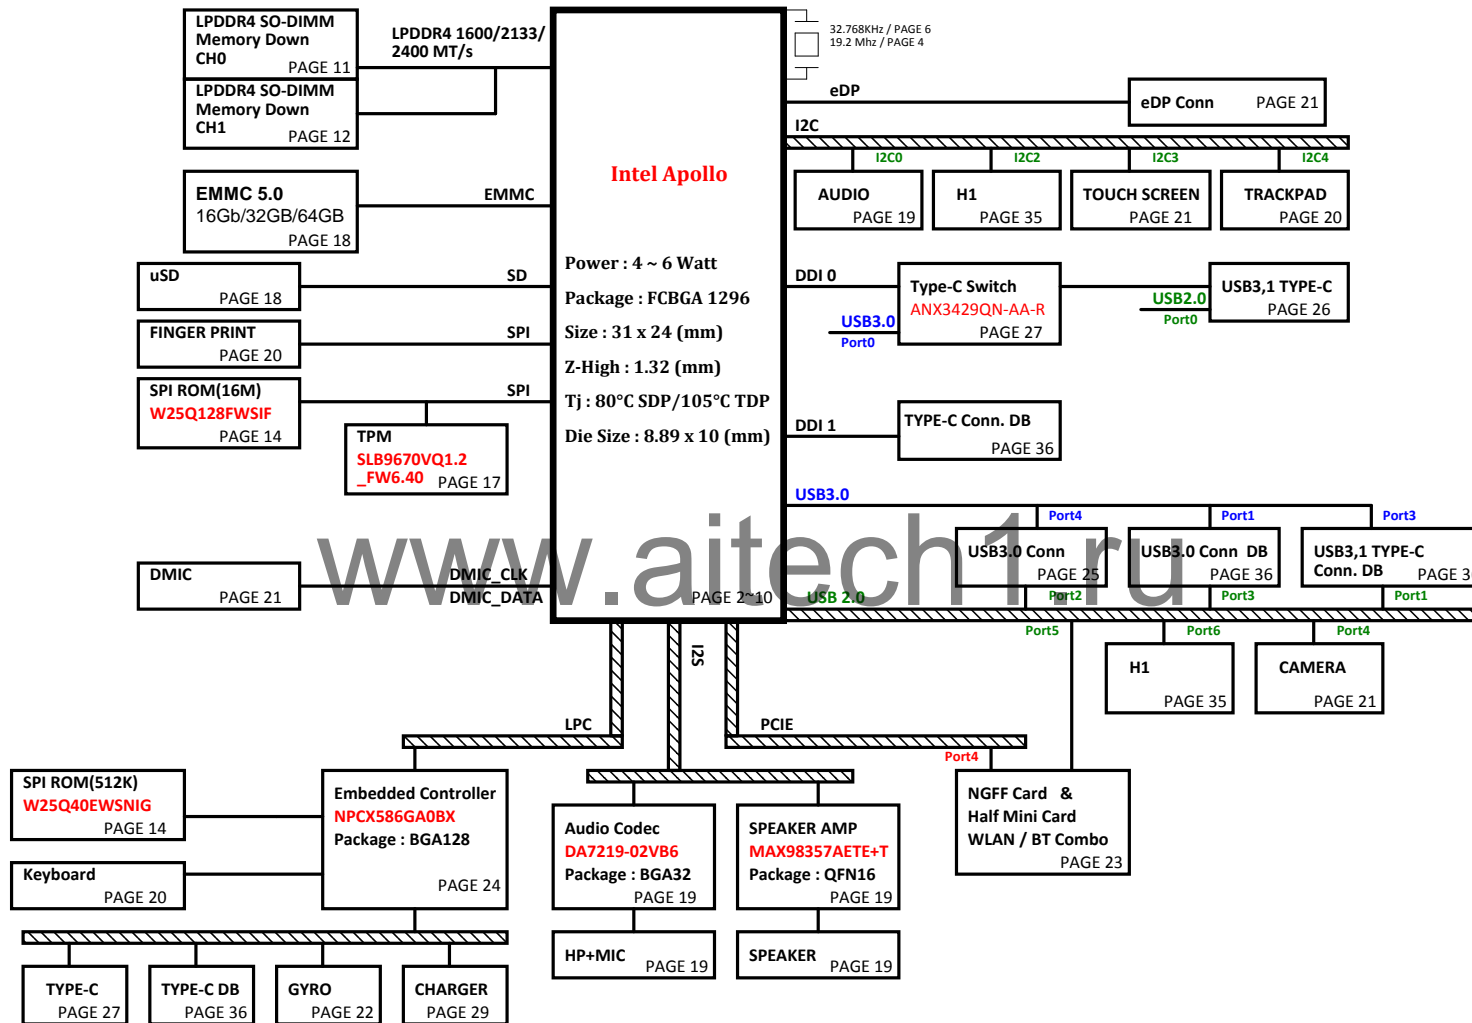 LPDDR4 SO-DIMM
Memory Down
CH0
PAGE 11
LPDDR4 SO-DIMM
Memory Down
CH1
PAGE 12
LPDDR4 1600/2133/
2400 MT/s
EMMC 5.0
16Gb/32GB/64GB
PAGE 18
EMMC
uSD
PAGE 18
SD
FINGER PRINT
PAGE 20
SPI
SPI ROM(16M)
W25Q128FWSIF
PAGE 14
SPI
TPM
SLB9670VQ1.2
_FW6.40
PAGE 17
DMIC
PAGE 21
DMIC_CLK
DMIC_DATA
Intel Apollo
Power : 4 ~ 6 Watt
Package : FCBGA 1296
Size : 31 x 24 (mm)
Z-High : 1.32 (mm)
Tj : 80°C SDP/105°C TDP
Die Size : 8.89 x 10 (mm)
PAGE 2~10
32.768KHz / PAGE 6
19.2 Mhz / PAGE 4
eDP
eDP Conn
PAGE 21
I2C
I2C0
I2C2
I2C3
I2C4
AUDIO
PAGE 19
H1
PAGE 35
TOUCH SCREEN
PAGE 21
TRACKPAD
PAGE 20
DDI 0
USB3.0
Port0
Type-C Switch
ANX3429QN-AA-R
PAGE 27
USB2.0
Port0
USB3,1 TYPE-C
PAGE 26
DDI 1
TYPE-C Conn. DB
PAGE 36
USB3.0
Port4
Port1
Port3
USB3.0 Conn
PAGE 25
USB3.0 Conn DB
PAGE 36
USB3,1 TYPE-C
Conn. DB
PAGE 3
www.aitech1.ru
USB 2.0
Port2
Port3
Port1
Port5
Port6
Port4
H1
PAGE 35
CAMERA
PAGE 21
LPC
I2S
PCIE
Port4
SPI ROM(512K)
W25Q40EWSNIG
PAGE 14
Keyboard
PAGE 20
Embedded Controller
NPCX586GA0BX
Package : BGA128
PAGE 24
Audio Codec
DA7219-02VB6
Package : BGA32
PAGE 19
SPEAKER AMP
MAX98357AETE+T
Package : QFN16
PAGE 19
NGFF Card &
Half Mini Card
WLAN / BT Combo
PAGE 23
HP+MIC
PAGE 19
SPEAKER
PAGE 19
TYPE-C
PAGE 27
TYPE-C DB
PAGE 36
GYRO
PAGE 22
CHARGER
PAGE 29